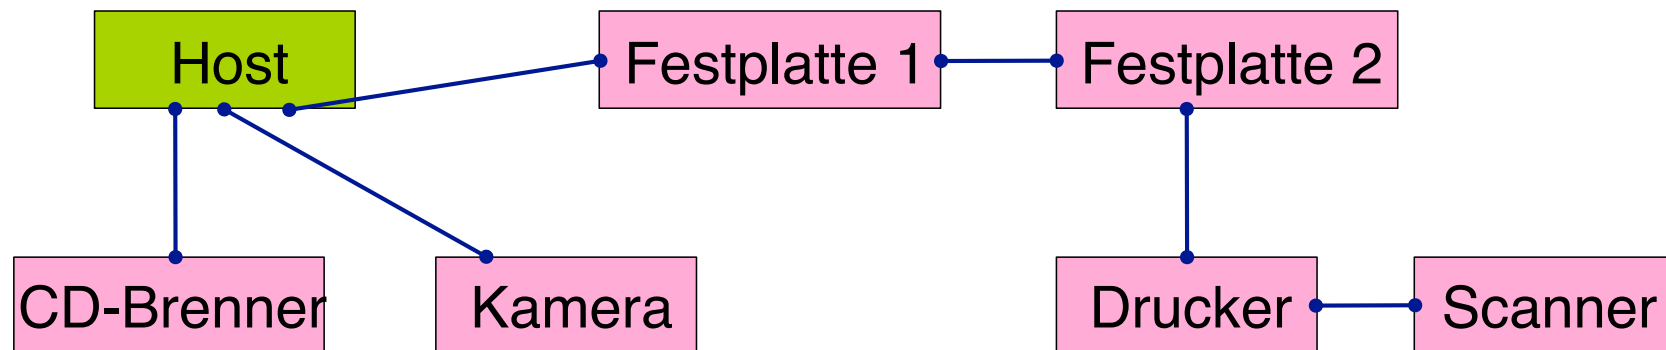 Host
Festplatte 1
Festplatte 2
CD-Brenner
Kamera
Drucker
Scanner